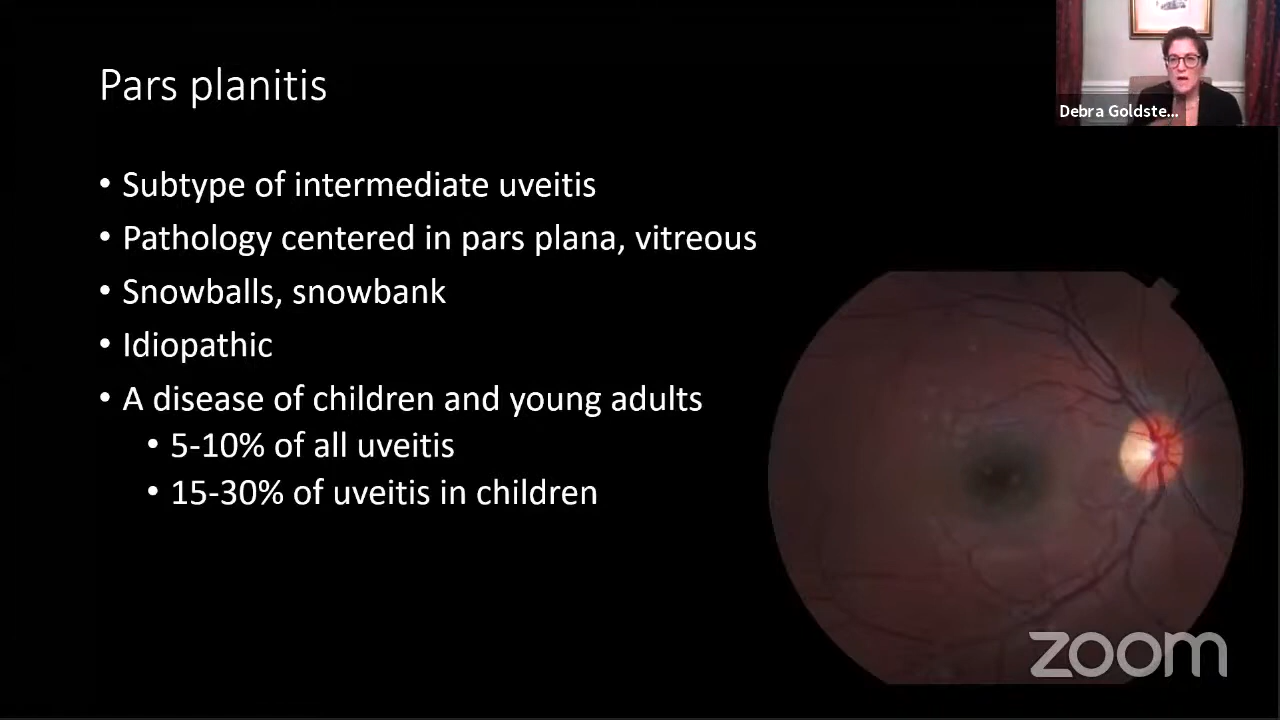 Pars planitis
Debra Goldste...
• Subtype of intermediate uveitis
• Pathology centered in pars plana, vitreous
• Snowballs, snowbank
• Idiopathic
• A disease of children and young adults
• 5-10% of all uveitis
• 15-30% of uveitis in children
zoom